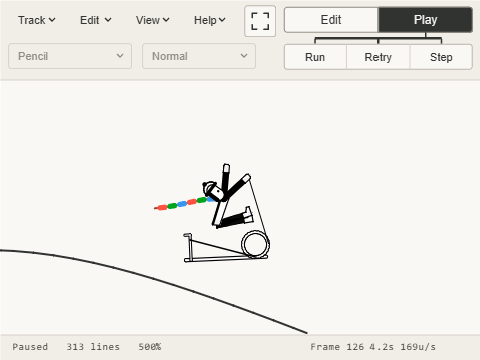 Track Edit View Help Edit Play
Pencil Normal Run Retry Step
Paused 313 lines 500% Frame 126 4.2s 169u/s